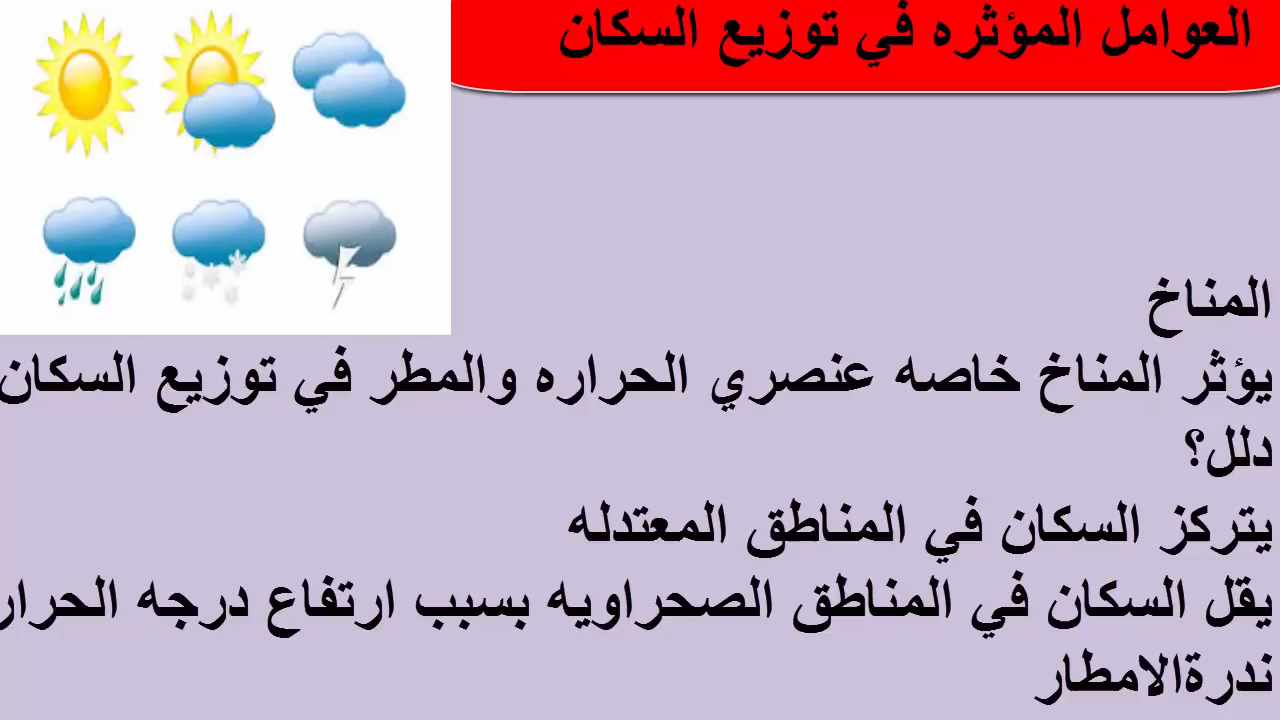 العوامل المؤثره في توزيع السكان
المناخ
يؤثر المناخ خاصه عنصري الحراره والمطر في توزيع السكان
دلل؟
يتركز السكان في المناطق المعتدله
يقل السكان في المناطق الصحراويه بسبب ارتفاع درجه الحرار
ندرةالامطار